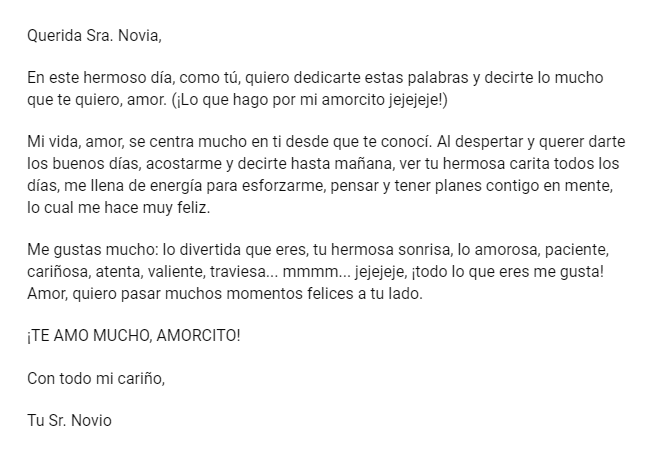 Querida Sra. Novia,
En este hermoso día, como tú, quiero dedicarte estas palabras y decirte lo mucho
que te quiero, amor. (¡Lo que hago por mi amorcito jejejeje!)
Mi vida, amor, se centra mucho en ti desde que te conocí. Al despertar y querer darte
los buenos días, acostarme y decirte hasta mañana, ver tu hermosa carita todos los
días, me llena de energía para esforzarme, pensar y tener planes contigo en mente,
lo cual me hace muy feliz.
Me gustas mucho: lo divertida que eres, tu hermosa sonrisa, lo amorosa, paciente,
cariñosa, atenta, valiente, traviesa... mmmm... jejejeje, ¡todo lo que eres me gusta!
Amor, quiero pasar muchos momentos felices a tu lado.
¡TE AMO MUCHO, AMORCITO!
Con todo mi cariño,
Tu Sr. Novio